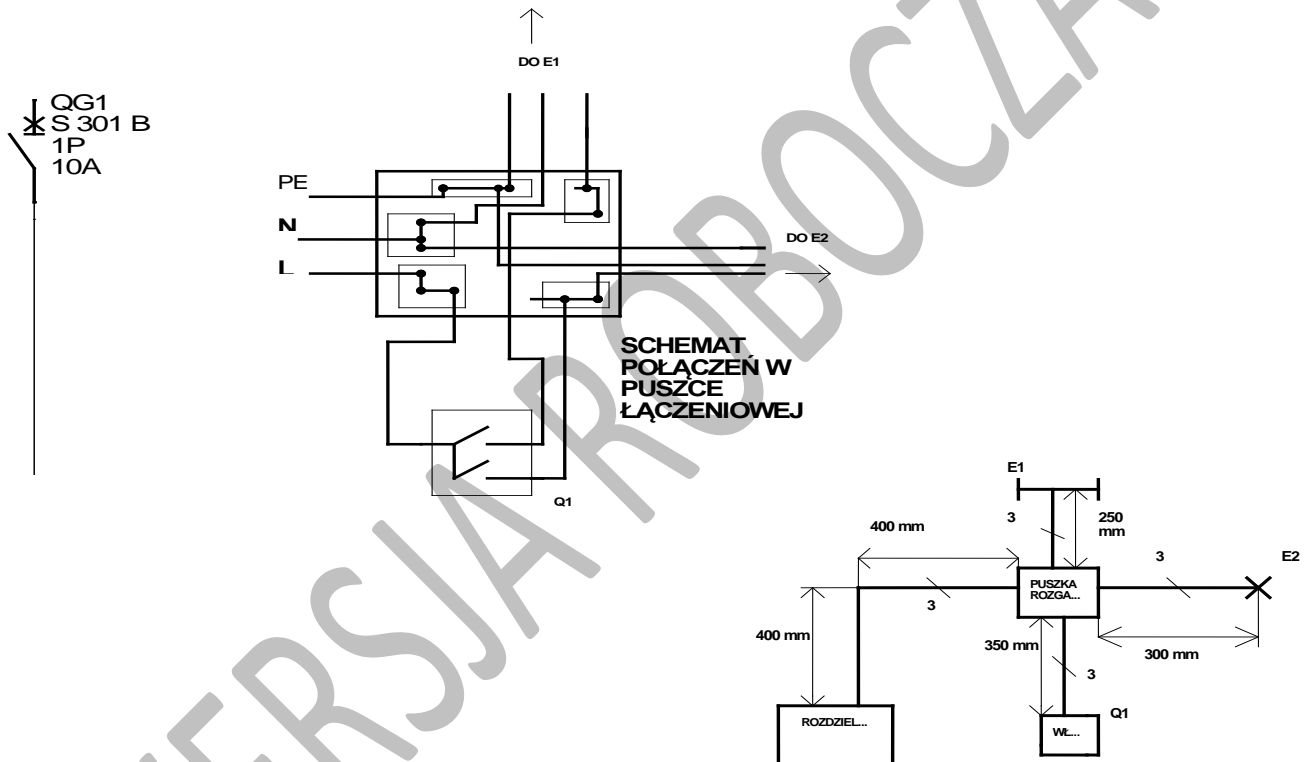 DO E1
QG1
S 301 B
1P
10A
PE
N
L
DO E2
SCHEMAT
POŁĄCZEŃ W
PUSZCE
ŁĄCZENIOWEJ
Q1
E1
3
250
mm
400 mm
3
E2
PUSZKA
ROZGA...
3
400 mm
350 mm
3
300 mm
ROZDZIEL...
Q1
WŁ...
WERSJA ROBOCZA